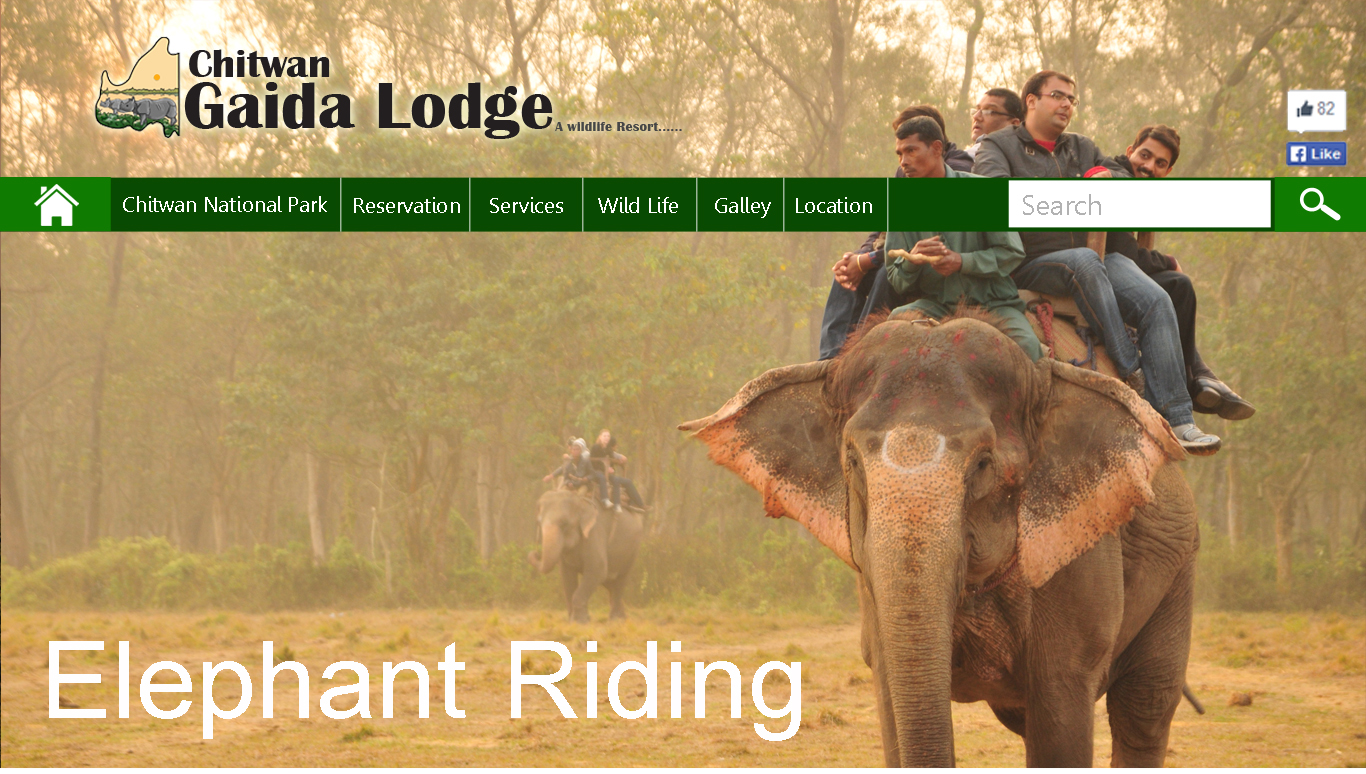 Chitwan
Gaida Lodge
A wildlife Resort......
82
Like
Chitwan National Park Reservation Services Wild Life Galley Location Search
Elephant Riding